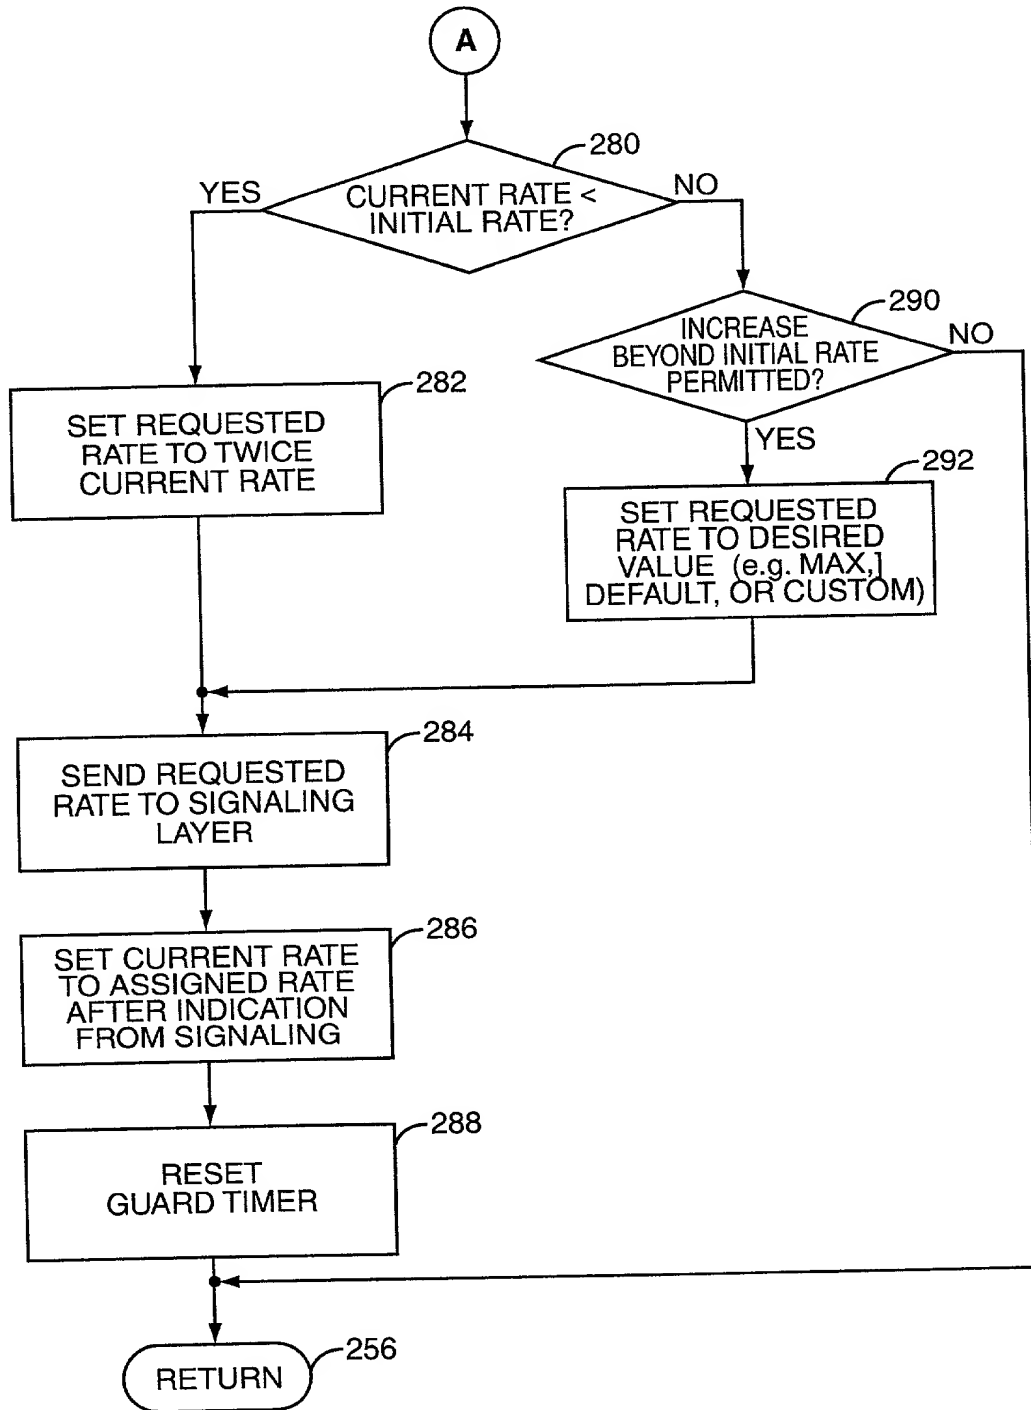 A
280
YES
CURRENT RATE <
INITIAL RATE?
NO
290
INCREASE
BEYOND INITIAL RATE
PERMITTED?
NO
YES
282
SET REQUESTED
RATE TO TWICE
CURRENT RATE
292
SET REQUESTED
RATE TO DESIRED
VALUE (e.g. MAX,]
DEFAULT, OR CUSTOM)
284
SEND REQUESTED
RATE TO SIGNALING
LAYER
286
SET CURRENT RATE
TO ASSIGNED RATE
AFTER INDICATION
FROM SIGNALING
288
RESET
GUARD TIMER
256
RETURN